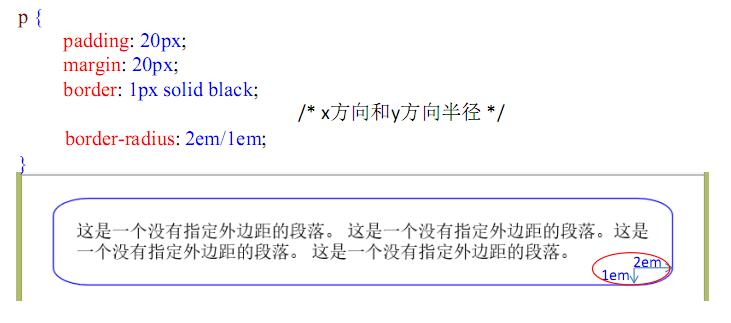 p {
padding: 20px;
margin: 20px;
border: 1px solid black;
/* x方向和y方向半径 */
border-radius: 2em/1em;
}
这是一个没有指定外边距的段落。 这是一个没有指定外边距的段落。这是
一个没有指定外边距的段落。 这是一个没有指定外边距的段落。
2em
1em